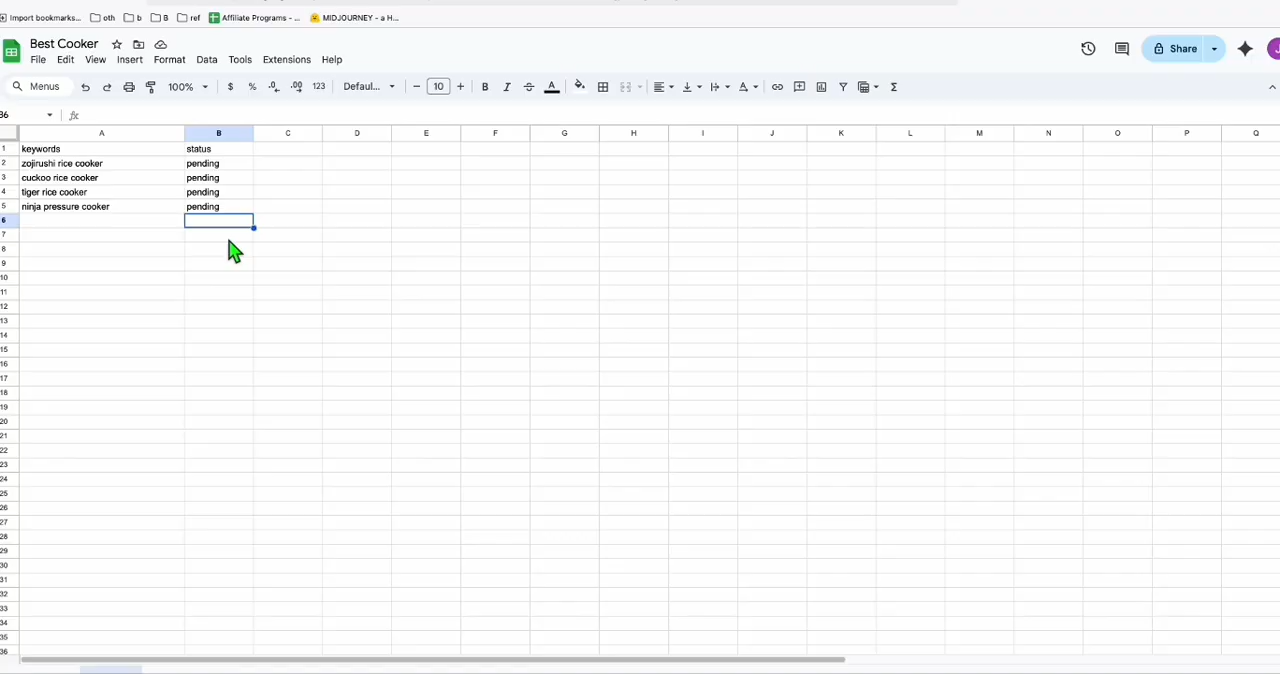 Import bookmarks... oth b B ref Affiliate Programs - ... MIDJOURNEY - a H...
Best Cooker
File Edit View Insert Format Data Tools Extensions Help
Share
Menus 100% $ % .0 .00 123 Defaul... 10 B I A
B6 fx
A B C D E F G H I J K L M N O P Q
1 keywords status
2 zojirushi rice cooker pending
3 cuckoo rice cooker pending
4 tiger rice cooker pending
5 ninja pressure cooker pending
6
7
8
9
10
11
12
13
14
15
16
17
18
19
20
21
22
23
24
25
26
27
28
29
30
31
32
33
34
35
36